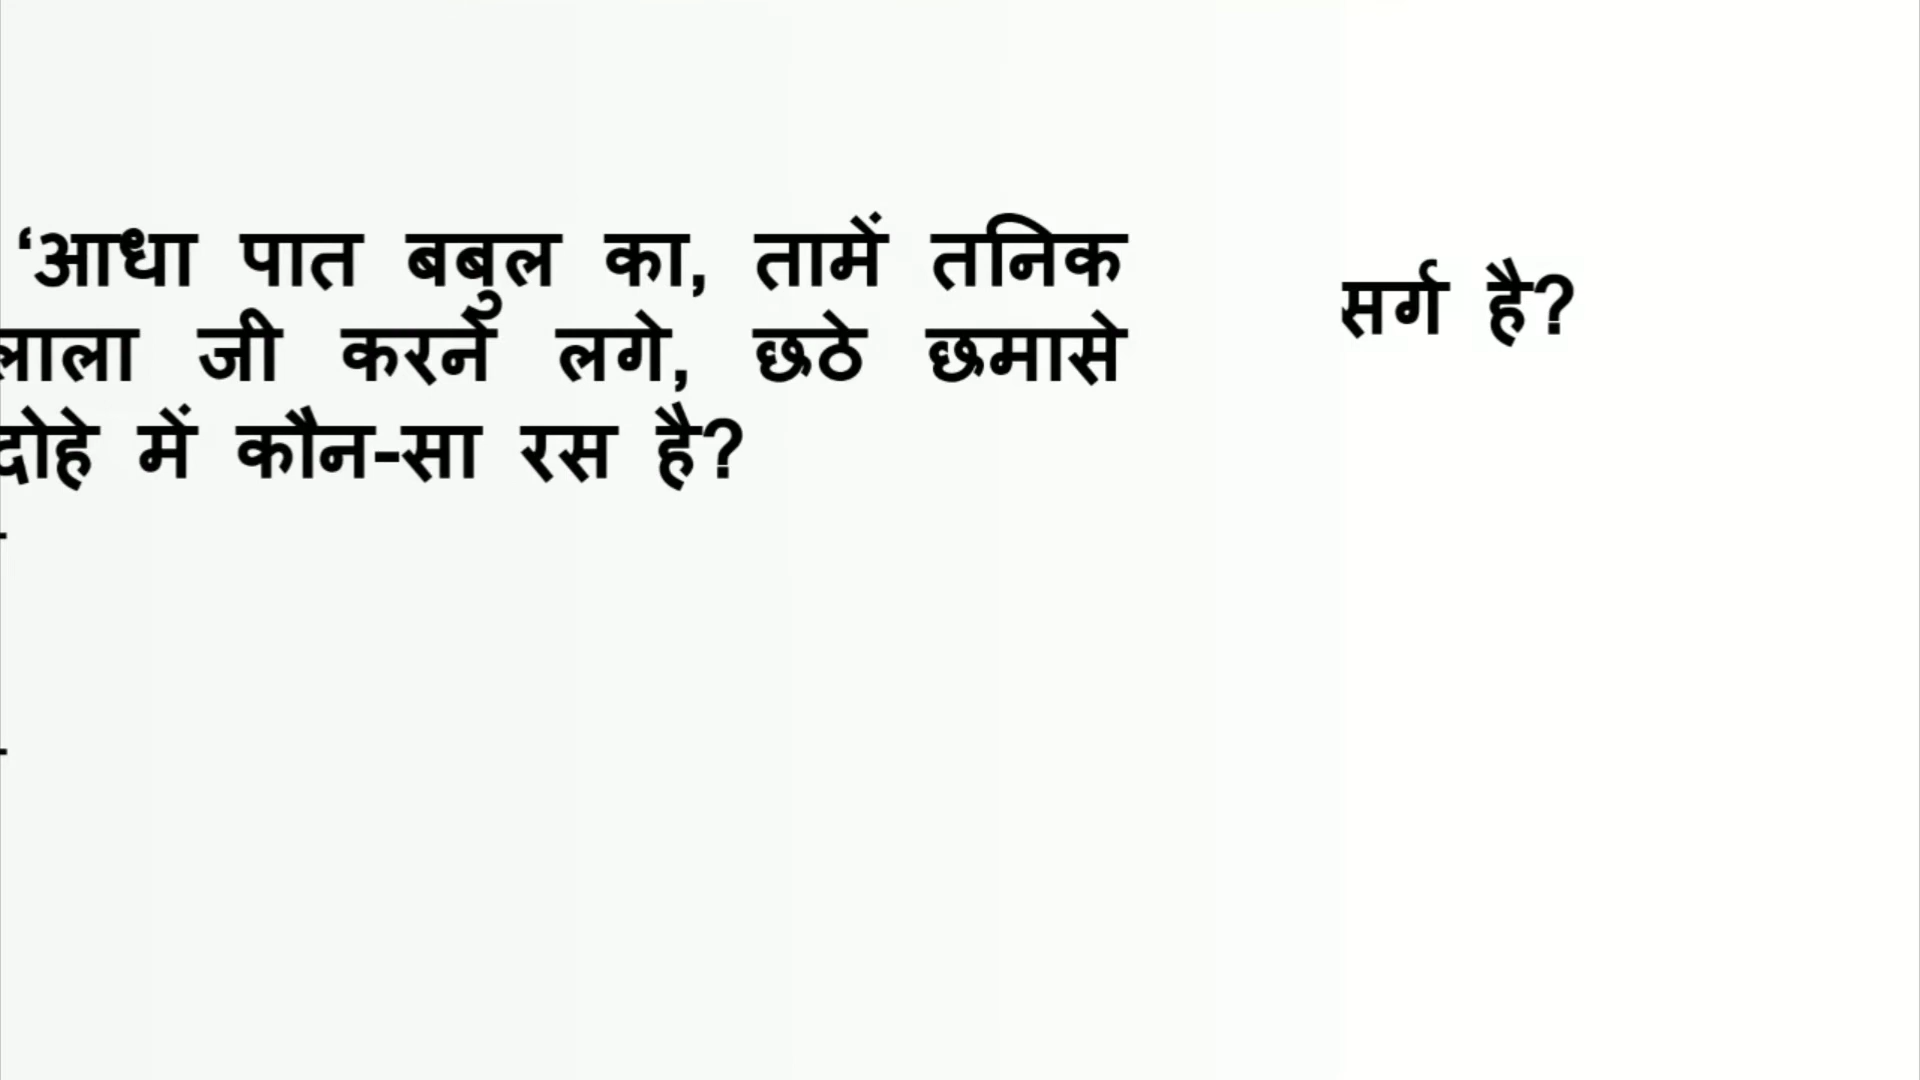 ‘आधा पात बबुल का, तामें तनिक
लाला जी करने लगे, छठे छमासे
दोहे में कौन-सा रस है?
सर्ग है?